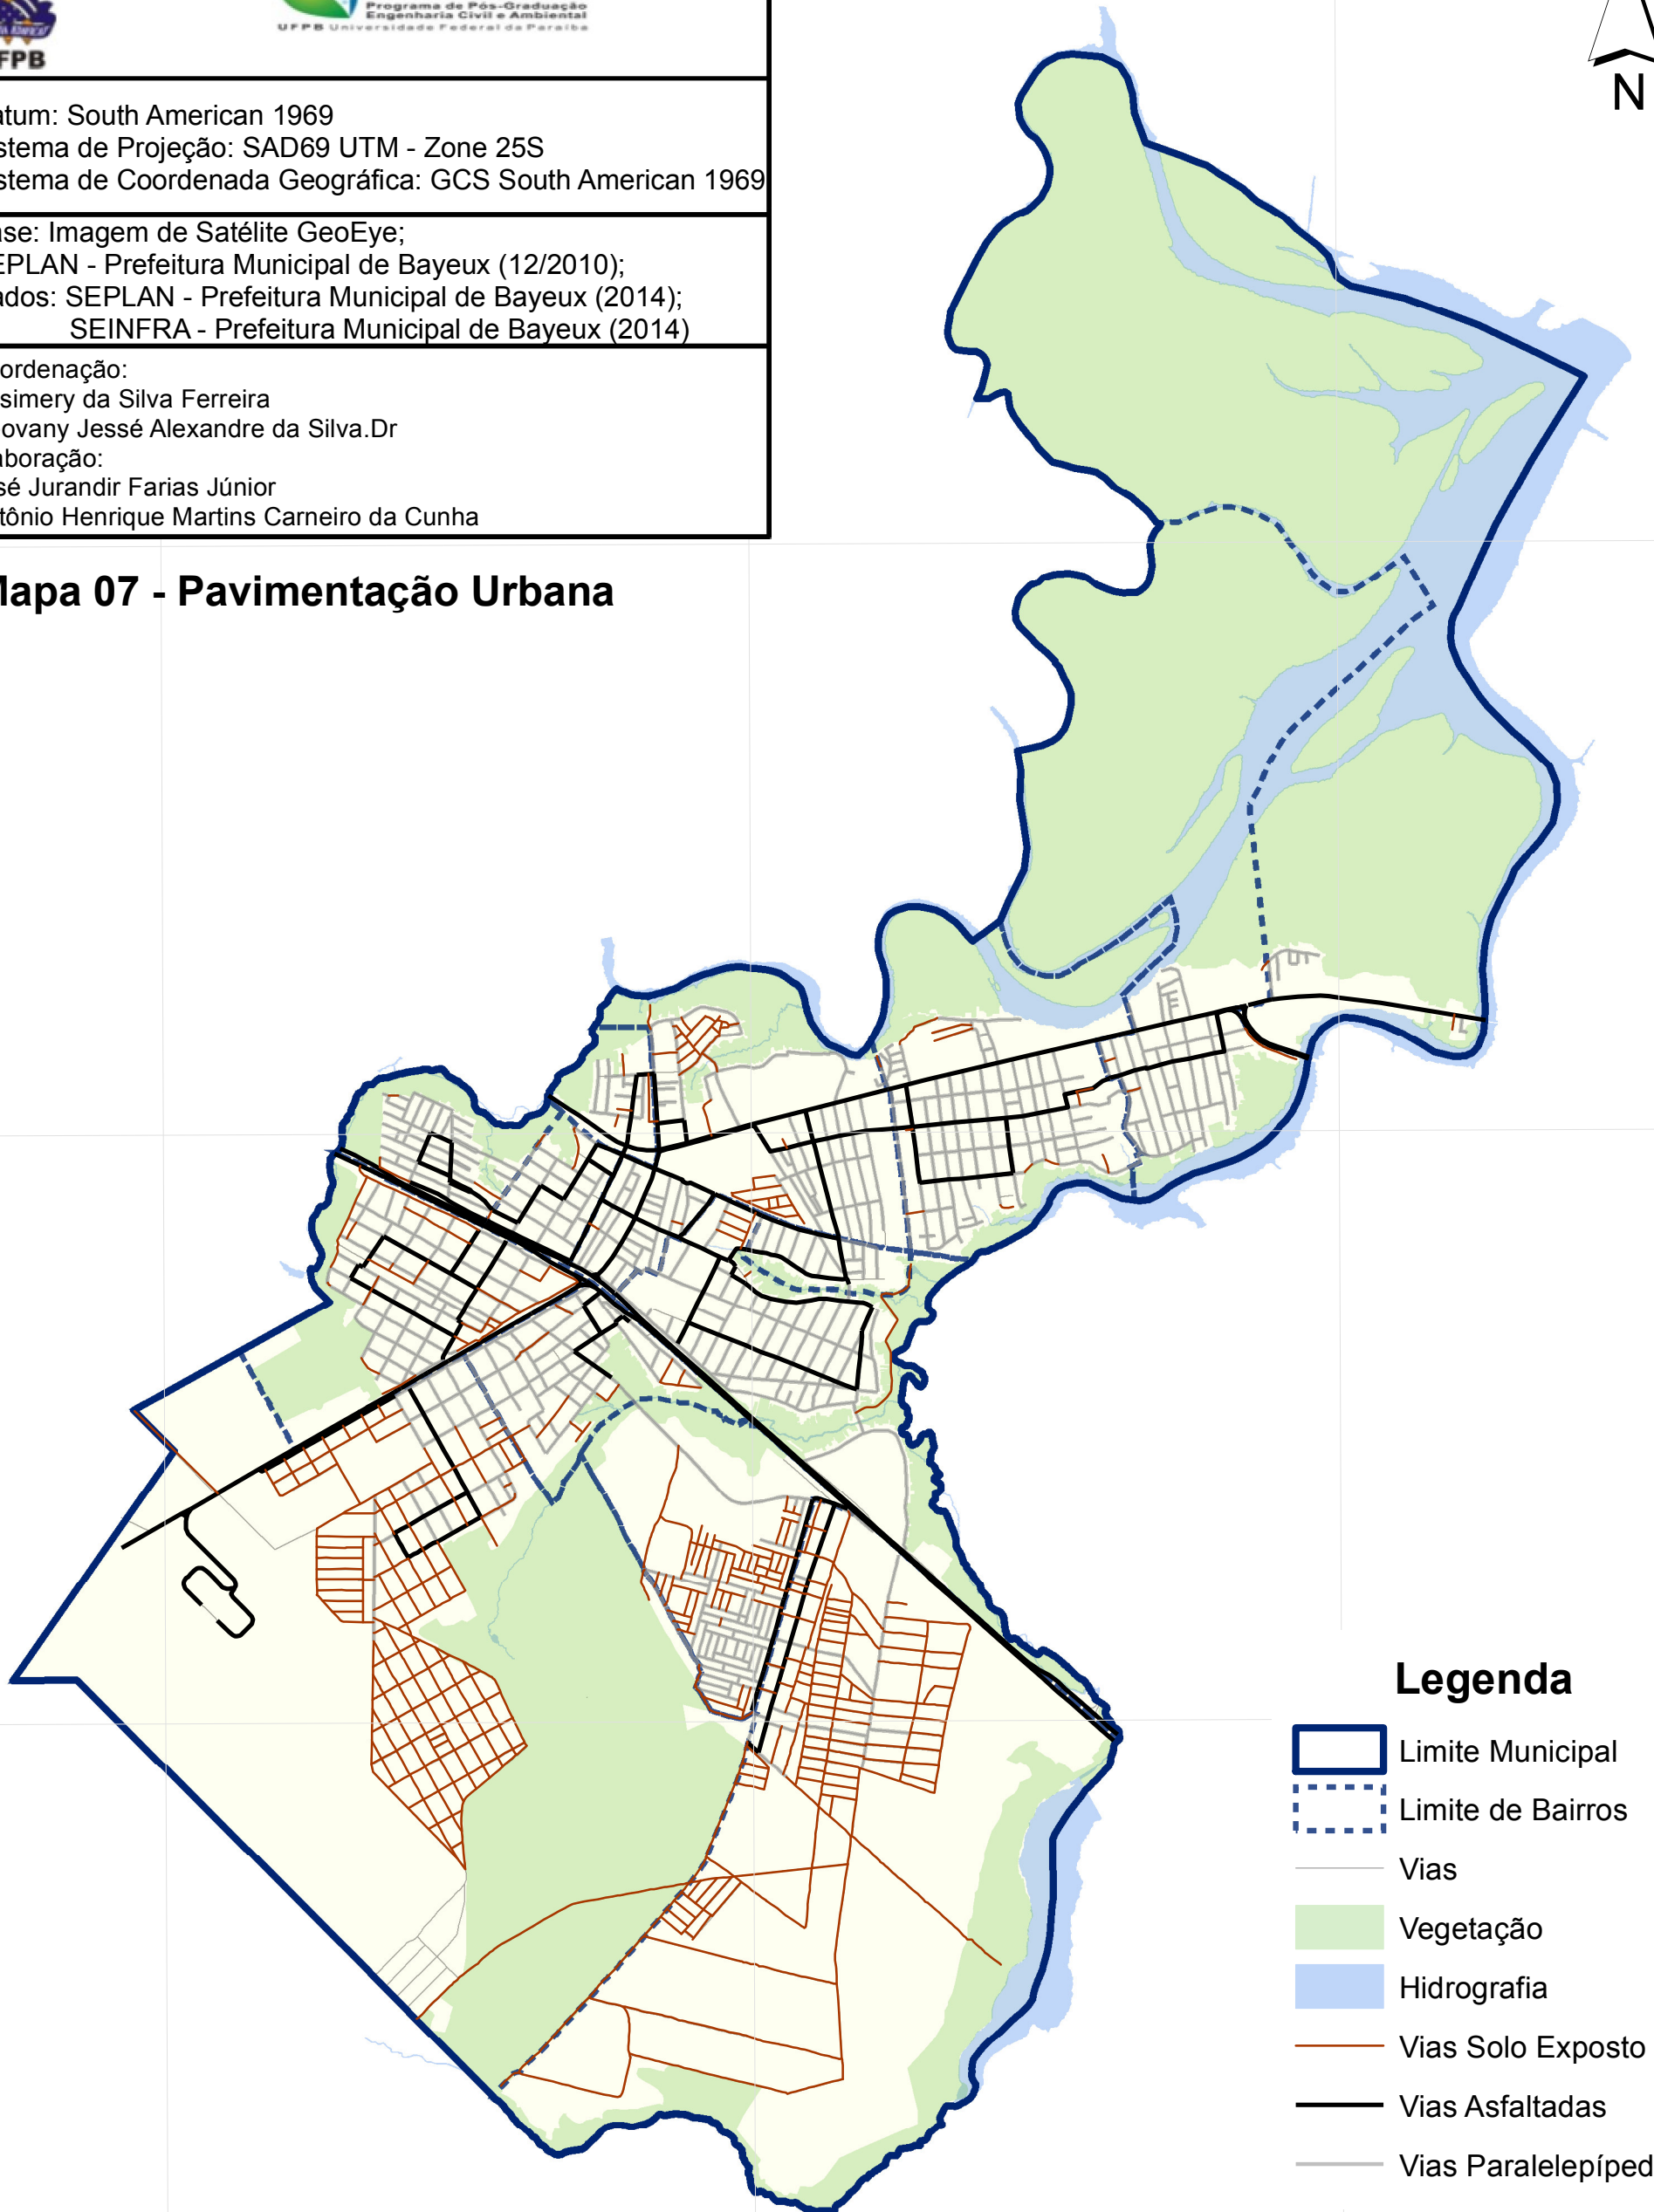 Programa de Pós-Graduação
Engenharia Civil e Ambiental
UFPB Universidade Federal da Paraíba
FPB
N
atum: South American 1969
stema de Projeção: SAD69 UTM - Zone 25S
stema de Coordenada Geográfica: GCS South American 1969
ase: Imagem de Satélite GeoEye;
EPLAN - Prefeitura Municipal de Bayeux (12/2010);
ados: SEPLAN - Prefeitura Municipal de Bayeux (2014);
SEINFRA - Prefeitura Municipal de Bayeux (2014)
ordenação:
simery da Silva Ferreira
ovany Jessé Alexandre da Silva.Dr
aboração:
sé Jurandir Farias Júnior
tônio Henrique Martins Carneiro da Cunha
Mapa 07 - Pavimentação Urbana
Legenda
Limite Municipal
Limite de Bairros
Vias
Vegetação
Hidrografia
Vias Solo Exposto
Vias Asfaltadas
Vias Paralelepíped